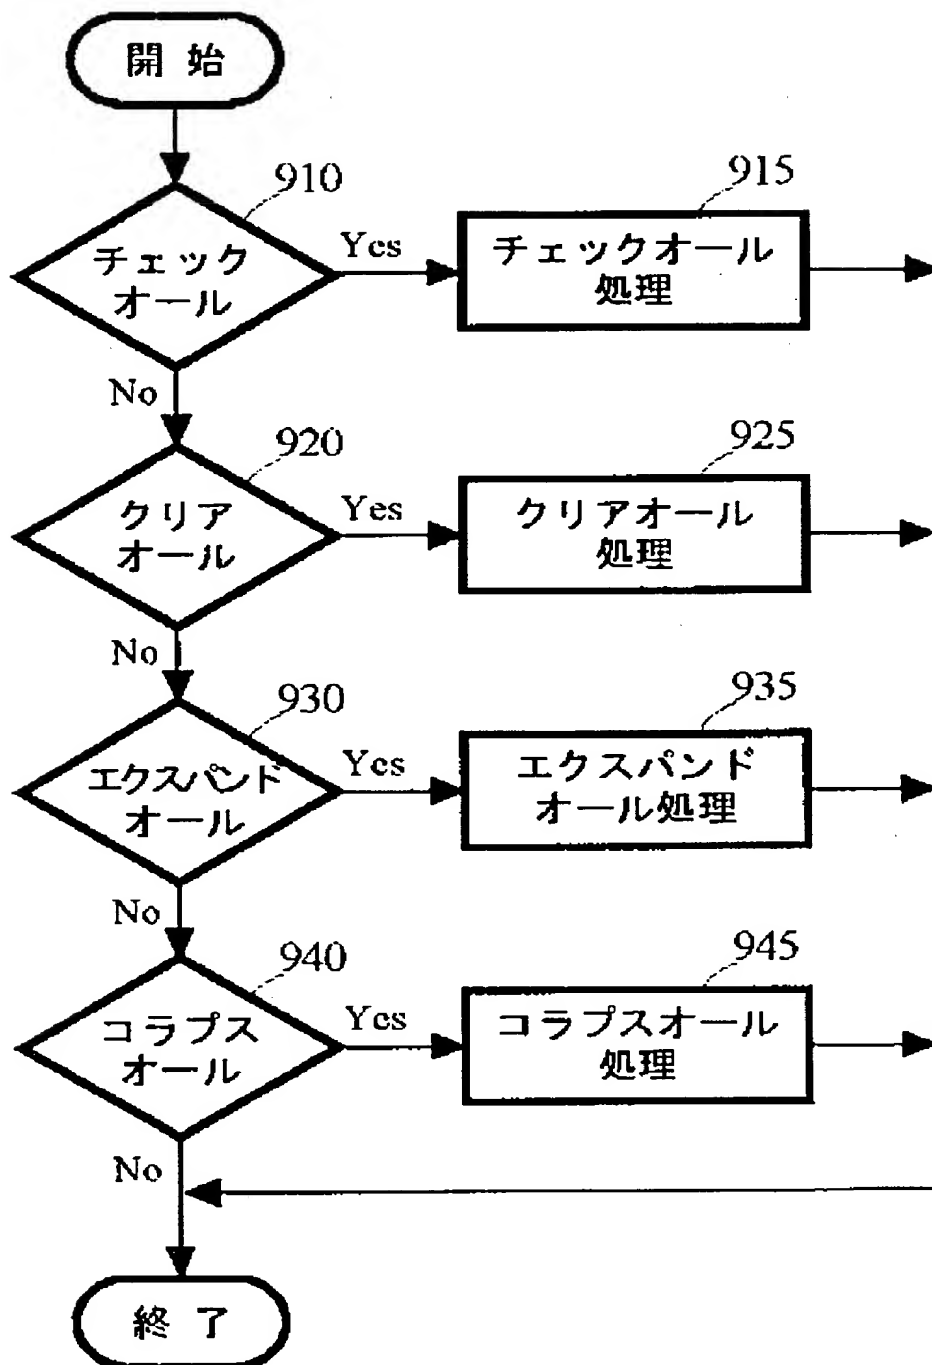 開始
910
チェック
オール
Yes
915
チェックオール
処理
No
920
クリア
オール
Yes
925
クリアオール
処理
No
930
エクスパンド
オール
Yes
935
エクスパンド
オール処理
No
940
コラプス
オール
Yes
945
コラプスオール
処理
No
終了